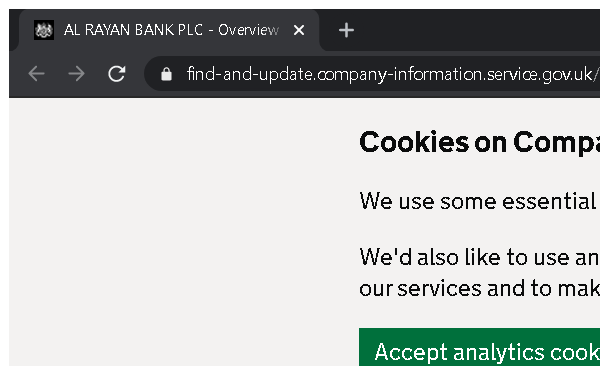 AL RAYAN BANK PLC - Overview
find-and-update.company-information.service.gov.uk/
Cookies on Compa
We use some essential
We'd also like to use an
our services and to mak
Accept analytics cook